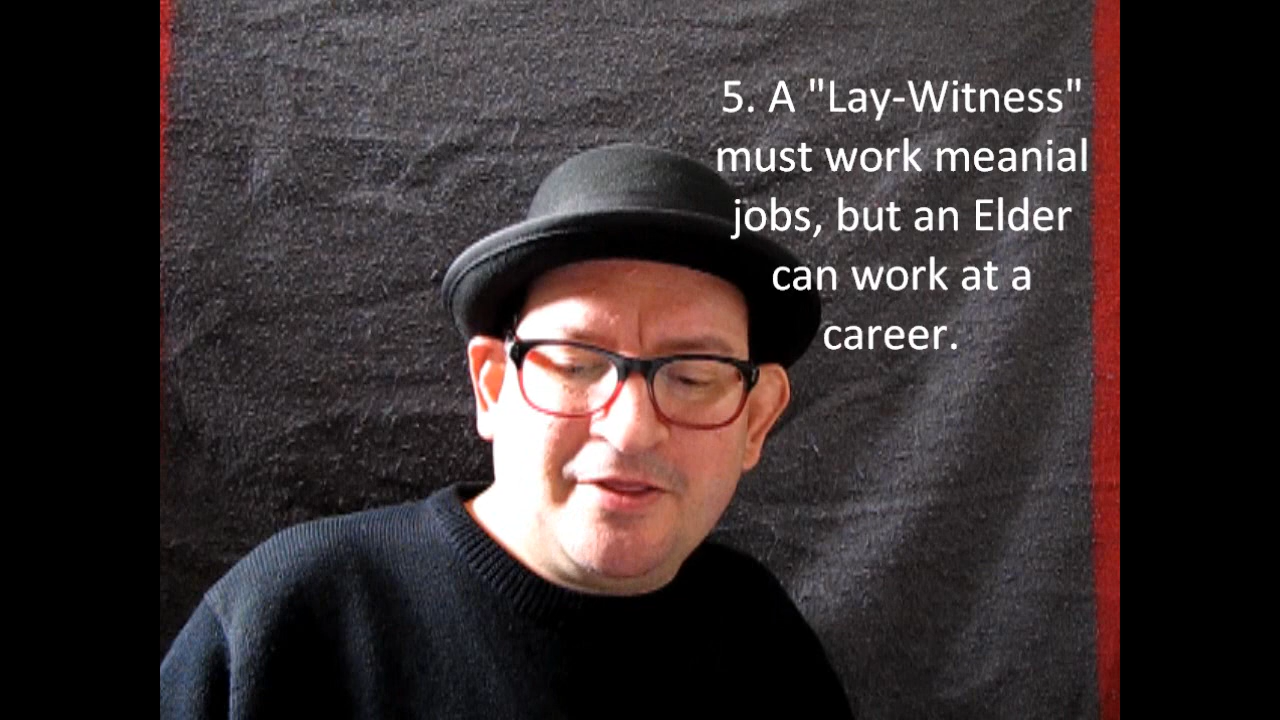 5. A "Lay-Witness"
must work meanial
jobs, but an Elder
can work at a
career.